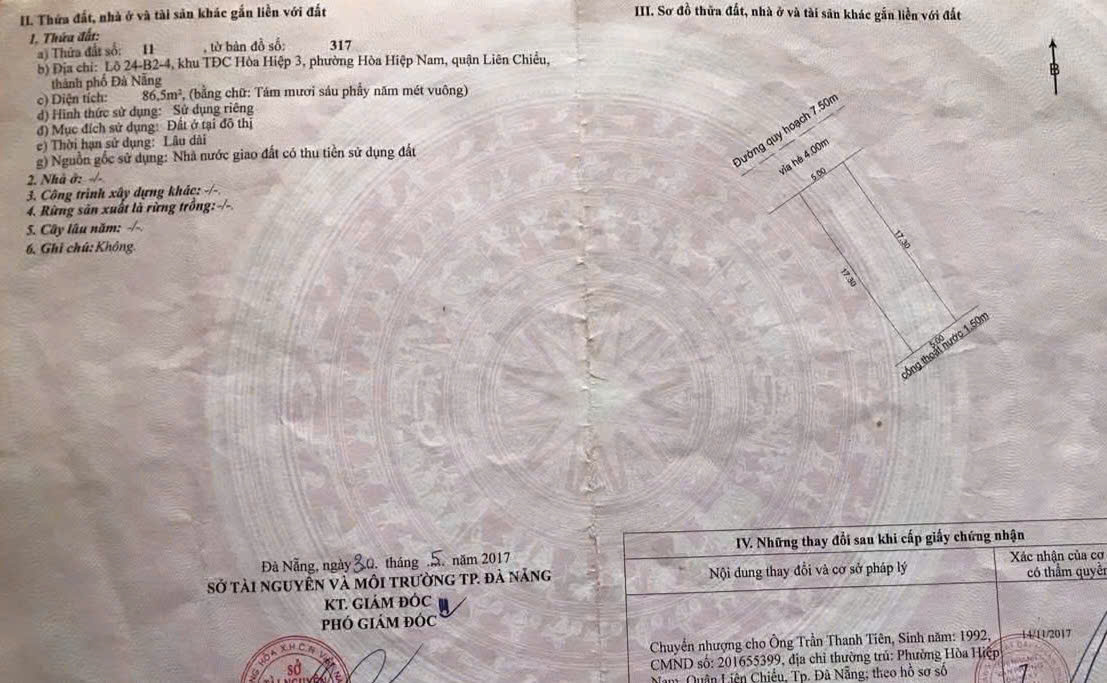 II. Thửa đất, nhà ở và tài sản khác gắn liền với đất
1. Thửa đất:
a) Thửa đất số: 11 , tờ bản đồ số: 317
b) Địa chỉ: Lô 24-B2-4, khu TĐC Hòa Hiệp 3, phường Hòa Hiệp Nam, quận Liên Chiểu,
thành phố Đà Nẵng
c) Diện tích: 86,5m², (bằng chữ: Tám mươi sáu phẩy năm mét vuông)
d) Hình thức sử dụng: Sử dụng riêng
đ) Mục đích sử dụng: Đất ở tại đô thị
e) Thời hạn sử dụng: Lâu dài
g) Nguồn gốc sử dụng: Nhà nước giao đất có thu tiền sử dụng đất
2. Nhà ở: -/-.
3. Công trình xây dựng khác: -/-.
4. Rừng sản xuất là rừng trồng: -/-.
5. Cây lâu năm: -/-.
6. Ghi chú: Không.
Đà Nẵng, ngày 30. tháng .5. năm 2017
SỞ TÀI NGUYÊN VÀ MÔI TRƯỜNG TP. ĐÀ NẴNG
KT. GIÁM ĐỐC
PHÓ GIÁM ĐỐC
HÒA X.H.C.N VIỆT NA
SỞ
TÀI NGUYÊN
III. Sơ đồ thửa đất, nhà ở và tài sản khác gắn liền với đất
B
Đường quy hoạch 7.50m
vỉa hè 4.00m
5.00
17.30
17.30
5.00
cống thoát nước 1.50m
IV. Những thay đổi sau khi cấp giấy chứng nhận
Nội dung thay đổi và cơ sở pháp lý
Xác nhận của cơ
có thẩm quyền
Chuyển nhượng cho Ông Trần Thanh Tiên, Sinh năm: 1992,
CMND số: 201655399, địa chỉ thường trú: Phường Hòa Hiệp
Nam, Quận Liên Chiểu, Tp. Đà Nẵng; theo hồ sơ số
14/11/2017